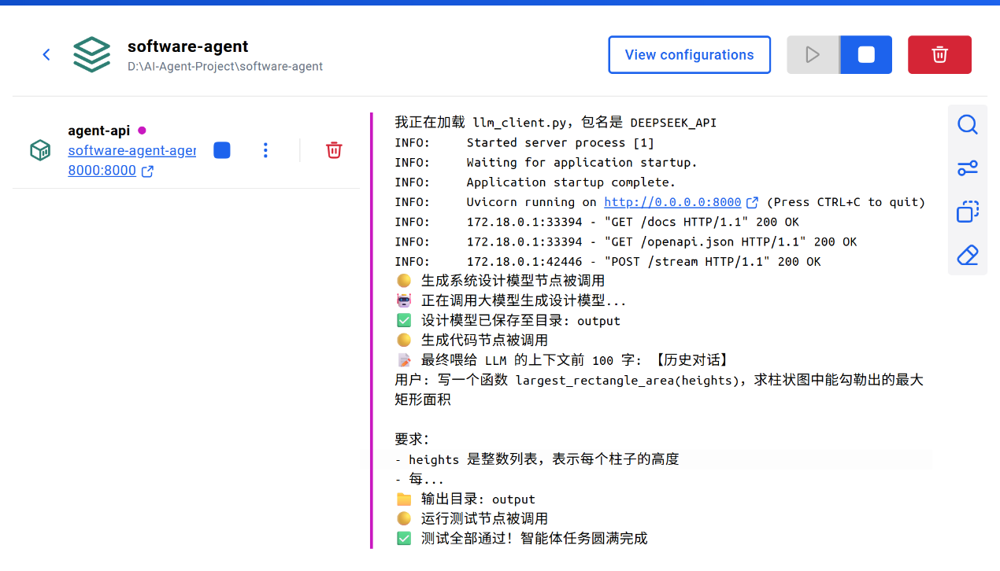 software-agent
D:\AI-Agent-Project\software-agent
View configurations
agent-api
software-agent-ager
8000:8000
我正在加载 llm_client.py，包名是 DEEPSEEK_API
INFO:     Started server process [1]
INFO:     Waiting for application startup.
INFO:     Application startup complete.
INFO:     Uvicorn running on http://0.0.0.0:8000 (Press CTRL+C to quit)
INFO:     172.18.0.1:33394 - "GET /docs HTTP/1.1" 200 OK
INFO:     172.18.0.1:33394 - "GET /openapi.json HTTP/1.1" 200 OK
INFO:     172.18.0.1:42446 - "POST /stream HTTP/1.1" 200 OK
生成系统设计模型节点被调用
正在调用大模型生成设计模型...
设计模型已保存至目录: output
生成代码节点被调用
最终喂给 LLM 的上下文前 100 字: 【历史对话】
用户: 写一个函数 largest_rectangle_area(heights)，求柱状图中能勾勒出的最大
矩形面积
要求:
- heights 是整数列表，表示每个柱子的高度
- 每...
输出目录: output
运行测试节点被调用
测试全部通过！智能体任务圆满完成